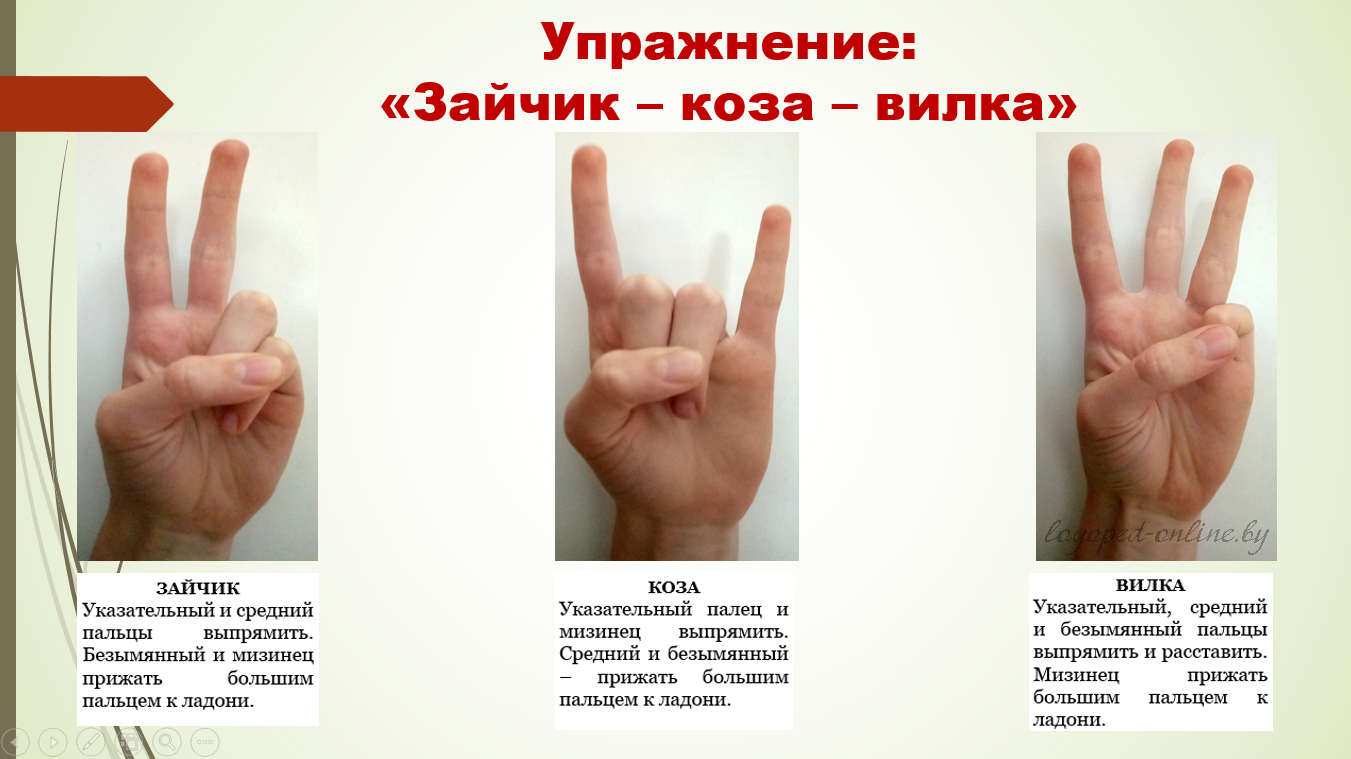 Упражнение:
«Зайчик – коза – вилка»
logoped-online.by
ЗАЙЧИК
Указательный и средний
пальцы выпрямить.
Безымянный и мизинец
прижать большим
пальцем к ладони.
КОЗА
Указательный палец и
мизинец выпрямить.
Средний и безымянный
– прижать большим
пальцем к ладони.
ВИЛКА
Указательный, средний
и безымянный пальцы
выпрямить и расставить.
Мизинец прижать
большим пальцем к
ладони.